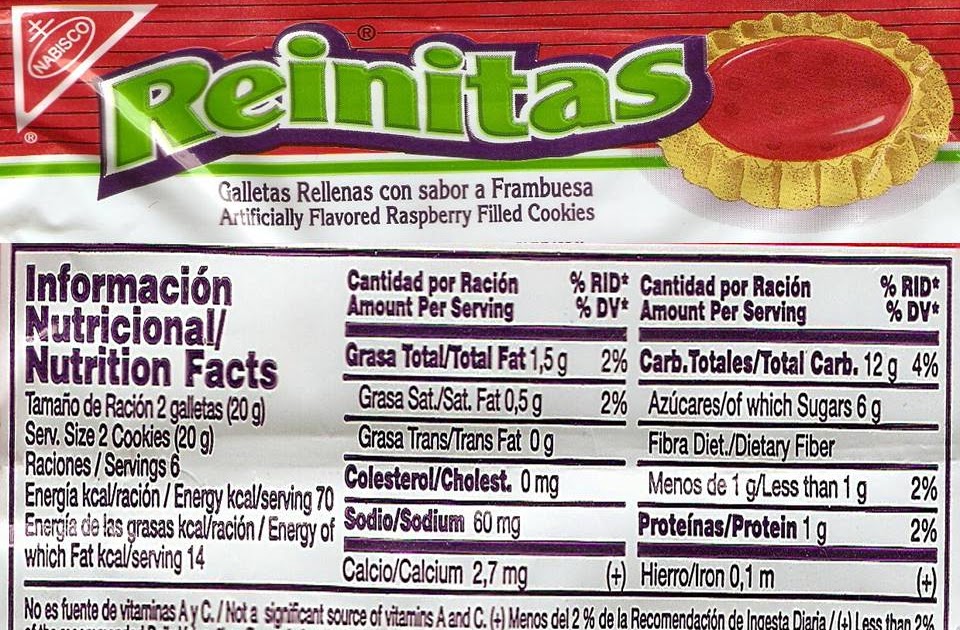 NABISCO
®
Reinitas®
Galletas Rellenas con sabor a Frambuesa
Artificially Flavored Raspberry Filled Cookies
Información
Nutricional/
Nutrition Facts
Tamaño de Ración 2 galletas (20 g)
Serv. Size 2 Cookies (20 g)
Raciones / Servings 6
Energía kcal/ración / Energy kcal/serving 70
Energía de las grasas kcal/ración / Energy of
which Fat kcal/serving 14
Cantidad por Ración % RID*
Amount Per Serving % DV*
Grasa Total/Total Fat 1,5 g 2%
Grasa Sat./Sat. Fat 0,5 g 2%
Grasa Trans/Trans Fat 0 g
Colesterol/Cholest. 0 mg
Sodio/Sodium 60 mg
Calcio/Calcium 2,7 mg (+)
Cantidad por Ración % RID*
Amount Per Serving % DV*
Carb.Totales/Total Carb. 12 g 4%
Azúcares/of which Sugars 6 g
Fibra Diet./Dietary Fiber
Menos de 1 g/Less than 1 g 2%
Proteínas/Protein 1 g 2%
Hierro/Iron 0,1 m (+)
No es fuente de vitaminas A y C. / Not a significant source of vitamins A and C. (+) Menos del 2 % de la Recomendación de Ingesta Diaria / (+) Less than 2%